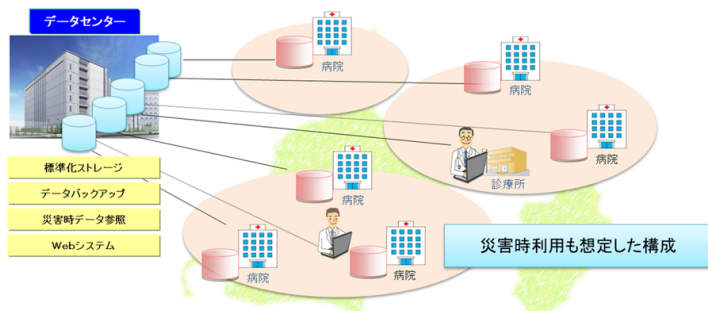 データセンター
病院
病院
病院
診療所
標準化ストレージ
データバックアップ
災害時データ参照
Webシステム
病院
病院
病院
災害時利用も想定した構成